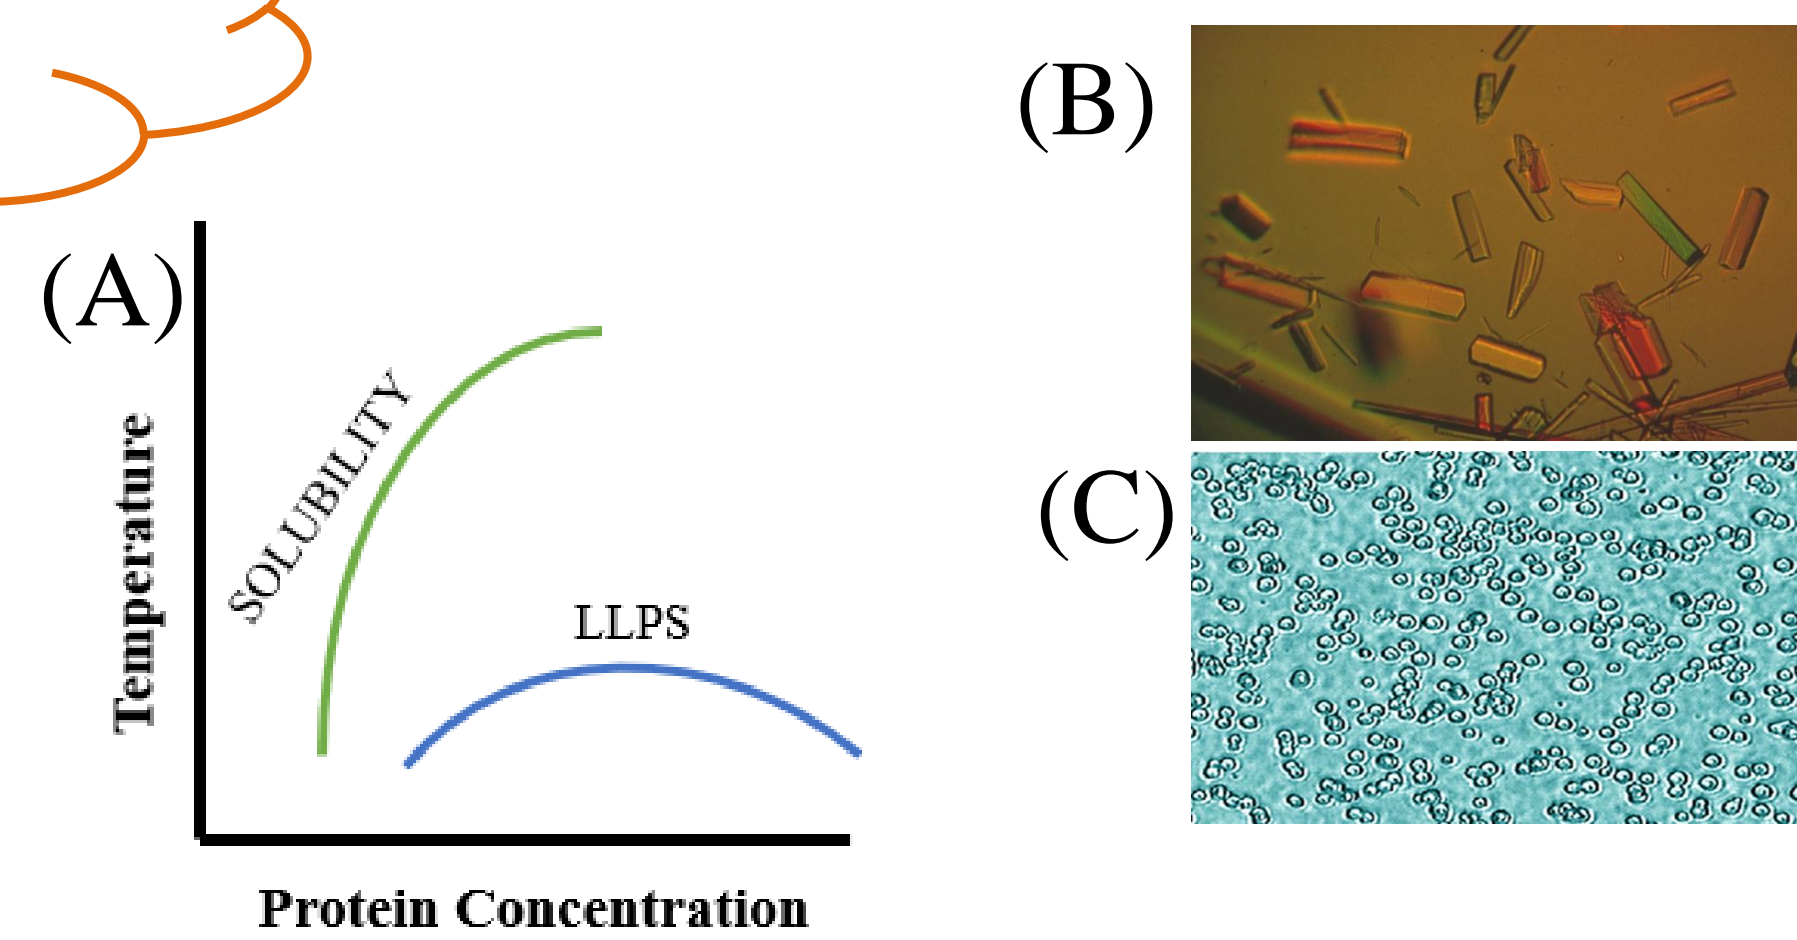 (A)
Temperature
SOLUBILITY
LLPS
Protein Concentration
(B)
(C)